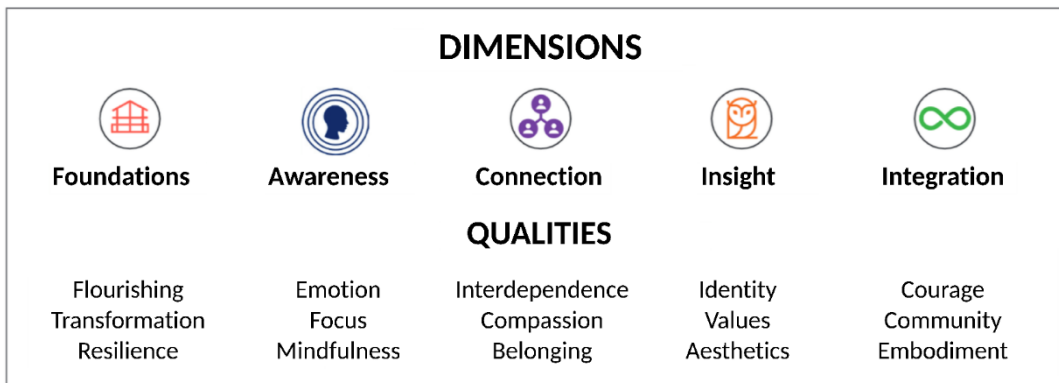 DIMENSIONS
Foundations Awareness Connection Insight Integration
QUALITIES
Flourishing Emotion Interdependence Identity Courage
Transformation Focus Compassion Values Community
Resilience Mindfulness Belonging Aesthetics Embodiment